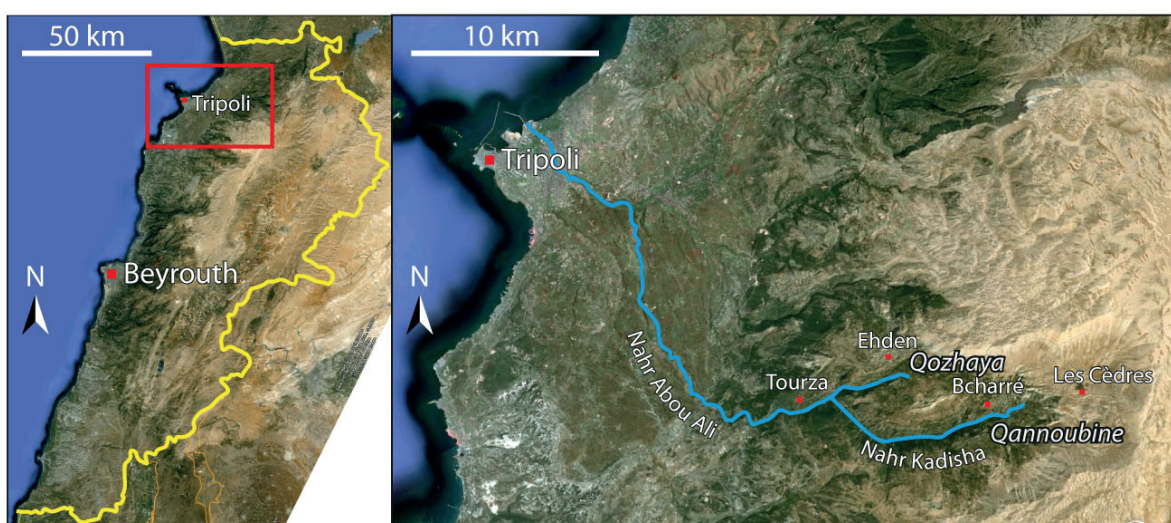 50 km
Tripoli
Beyrouth
N
10 km
Tripoli
N
Nahr Abou Ali
Tourza
Ehden
Qozhaya
Bcharré
Les Cèdres
Qannoubine
Nahr Kadisha